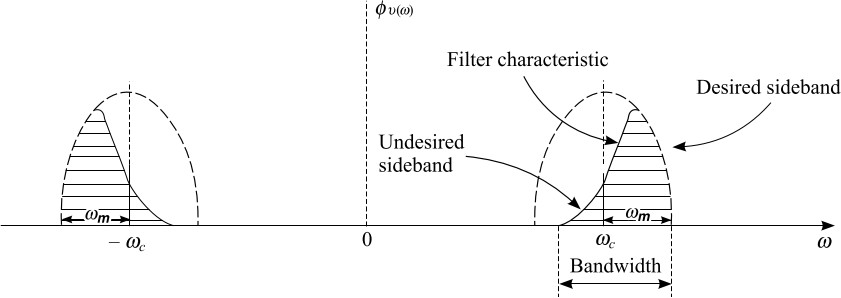 ϕυ(ω)
Filter characteristic
Desired sideband
Undesired
sideband
ωm
ωm
− ωc
0
ωc
ω
Bandwidth